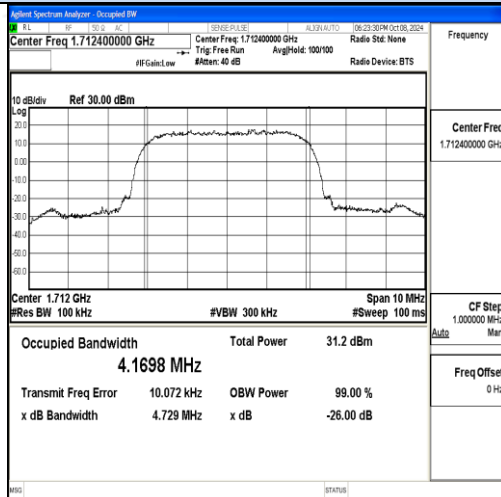 Agilent Spectrum Analyzer - Occupied BW
RL RF 50 Ω AC SENSE:PULSE ALIGN AUTO 06:23:30 PM Oct 08, 2024
Center Freq 1.712400000 GHz Center Freq: 1.712400000 GHz Radio Std: None
Trig: Free Run Avg|Hold: 100/100
#IFGain:Low #Atten: 40 dB Radio Device: BTS
10 dB/div Ref 30.00 dBm
Log
20.0
10.0
0.00
-10.0
-20.0
-30.0
-40.0
-50.0
-60.0
Center 1.712 GHz Span 10 MHz
#Res BW 100 kHz #VBW 300 kHz #Sweep 100 ms
Occupied Bandwidth Total Power 31.2 dBm
4.1698 MHz
Transmit Freq Error 10.072 kHz OBW Power 99.00 %
x dB Bandwidth 4.729 MHz x dB -26.00 dB
MSG STATUS
Frequency
Center Freq
1.712400000 GHz
CF Step
1.000000 MHz
Auto Man
Freq Offset
0 Hz